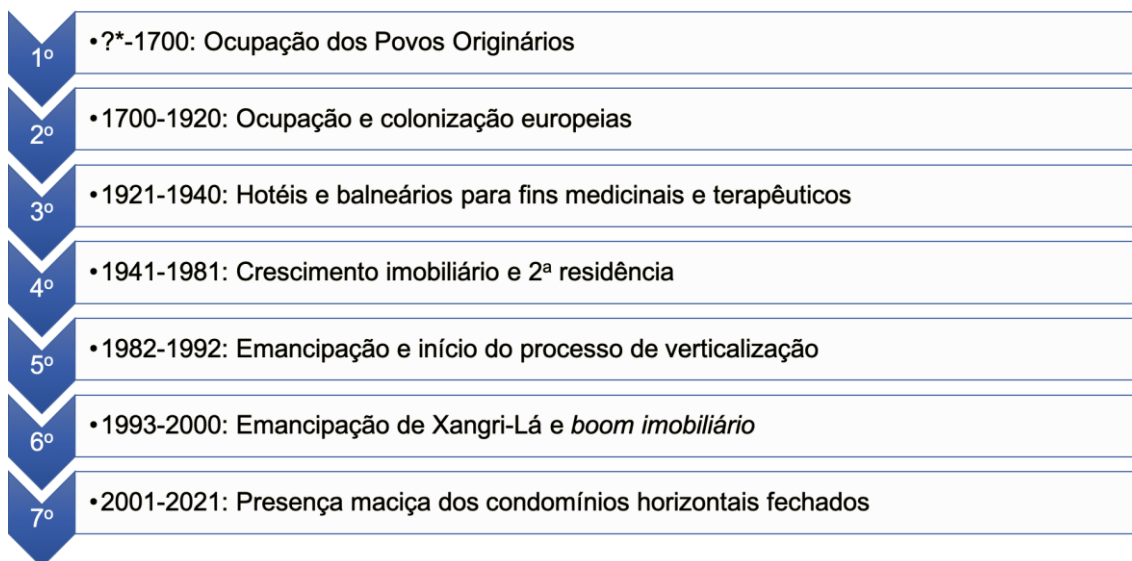 1º
•?*-1700: Ocupação dos Povos Originários
2º
•1700-1920: Ocupação e colonização europeias
3º
•1921-1940: Hotéis e balneários para fins medicinais e terapêuticos
4º
•1941-1981: Crescimento imobiliário e 2ª residência
5º
•1982-1992: Emancipação e início do processo de verticalização
6º
•1993-2000: Emancipação de Xangri-Lá e boom imobiliário
7º
•2001-2021: Presença maciça dos condomínios horizontais fechados